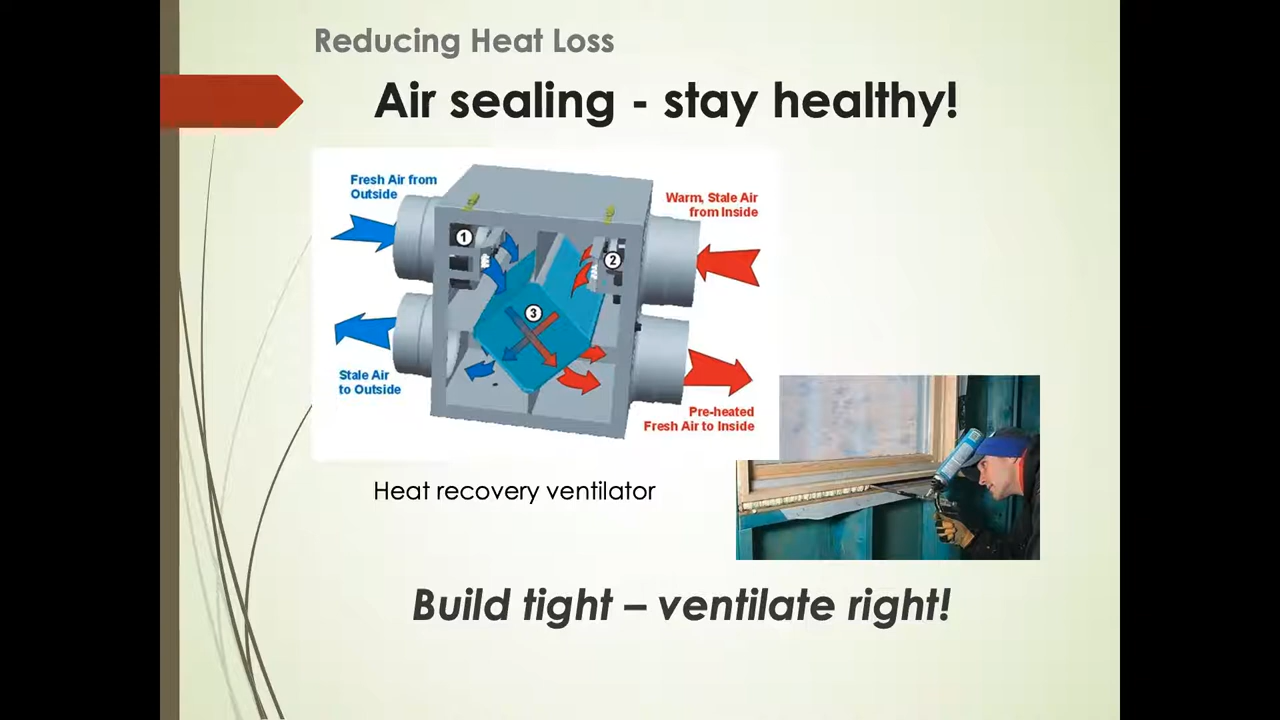 Reducing Heat Loss
Air sealing - stay healthy!
Fresh Air from
Outside
Warm, Stale Air
from Inside
1
2
3
Stale Air
to Outside
Pre-heated
Fresh Air to Inside
Heat recovery ventilator
Build tight – ventilate right!